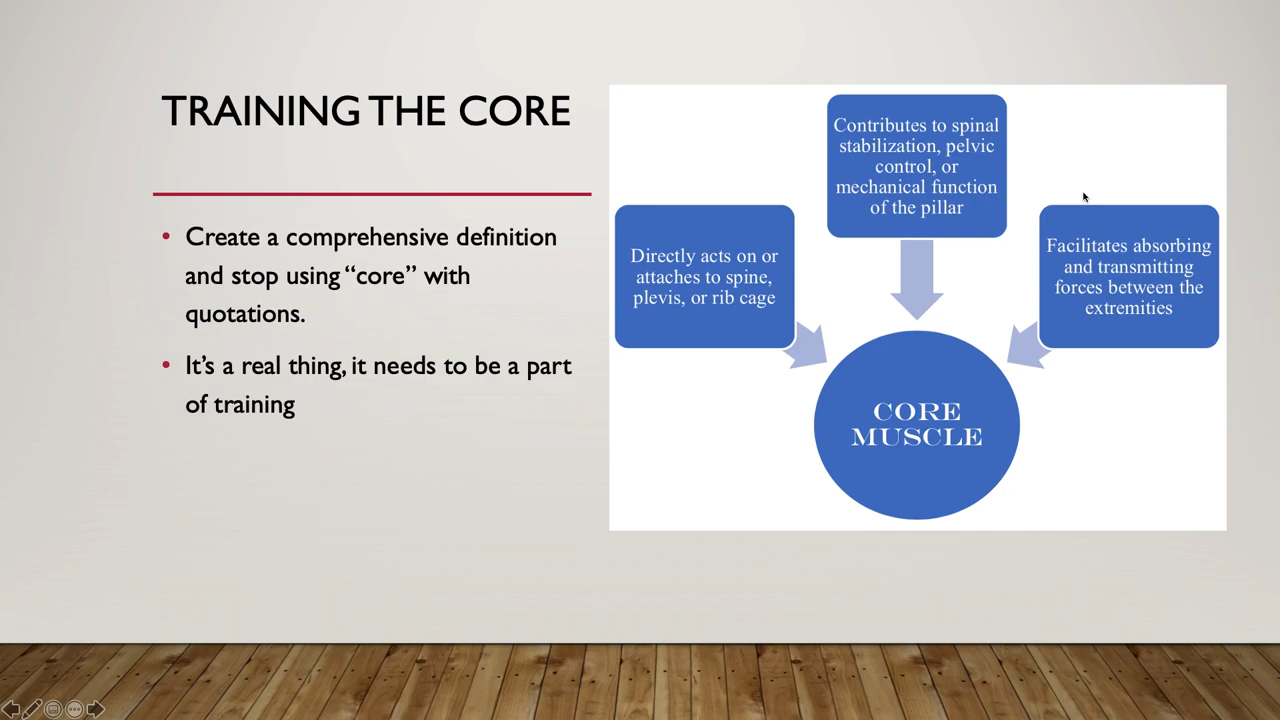 TRAINING THE CORE
• Create a comprehensive definition
and stop using “core” with
quotations.
• It’s a real thing, it needs to be a part
of training
Directly acts on or
attaches to spine,
plevis, or rib cage
Contributes to spinal
stabilization, pelvic
control, or
mechanical function
of the pillar
Facilitates absorbing
and transmitting
forces between the
extremities
CORE
MUSCLE